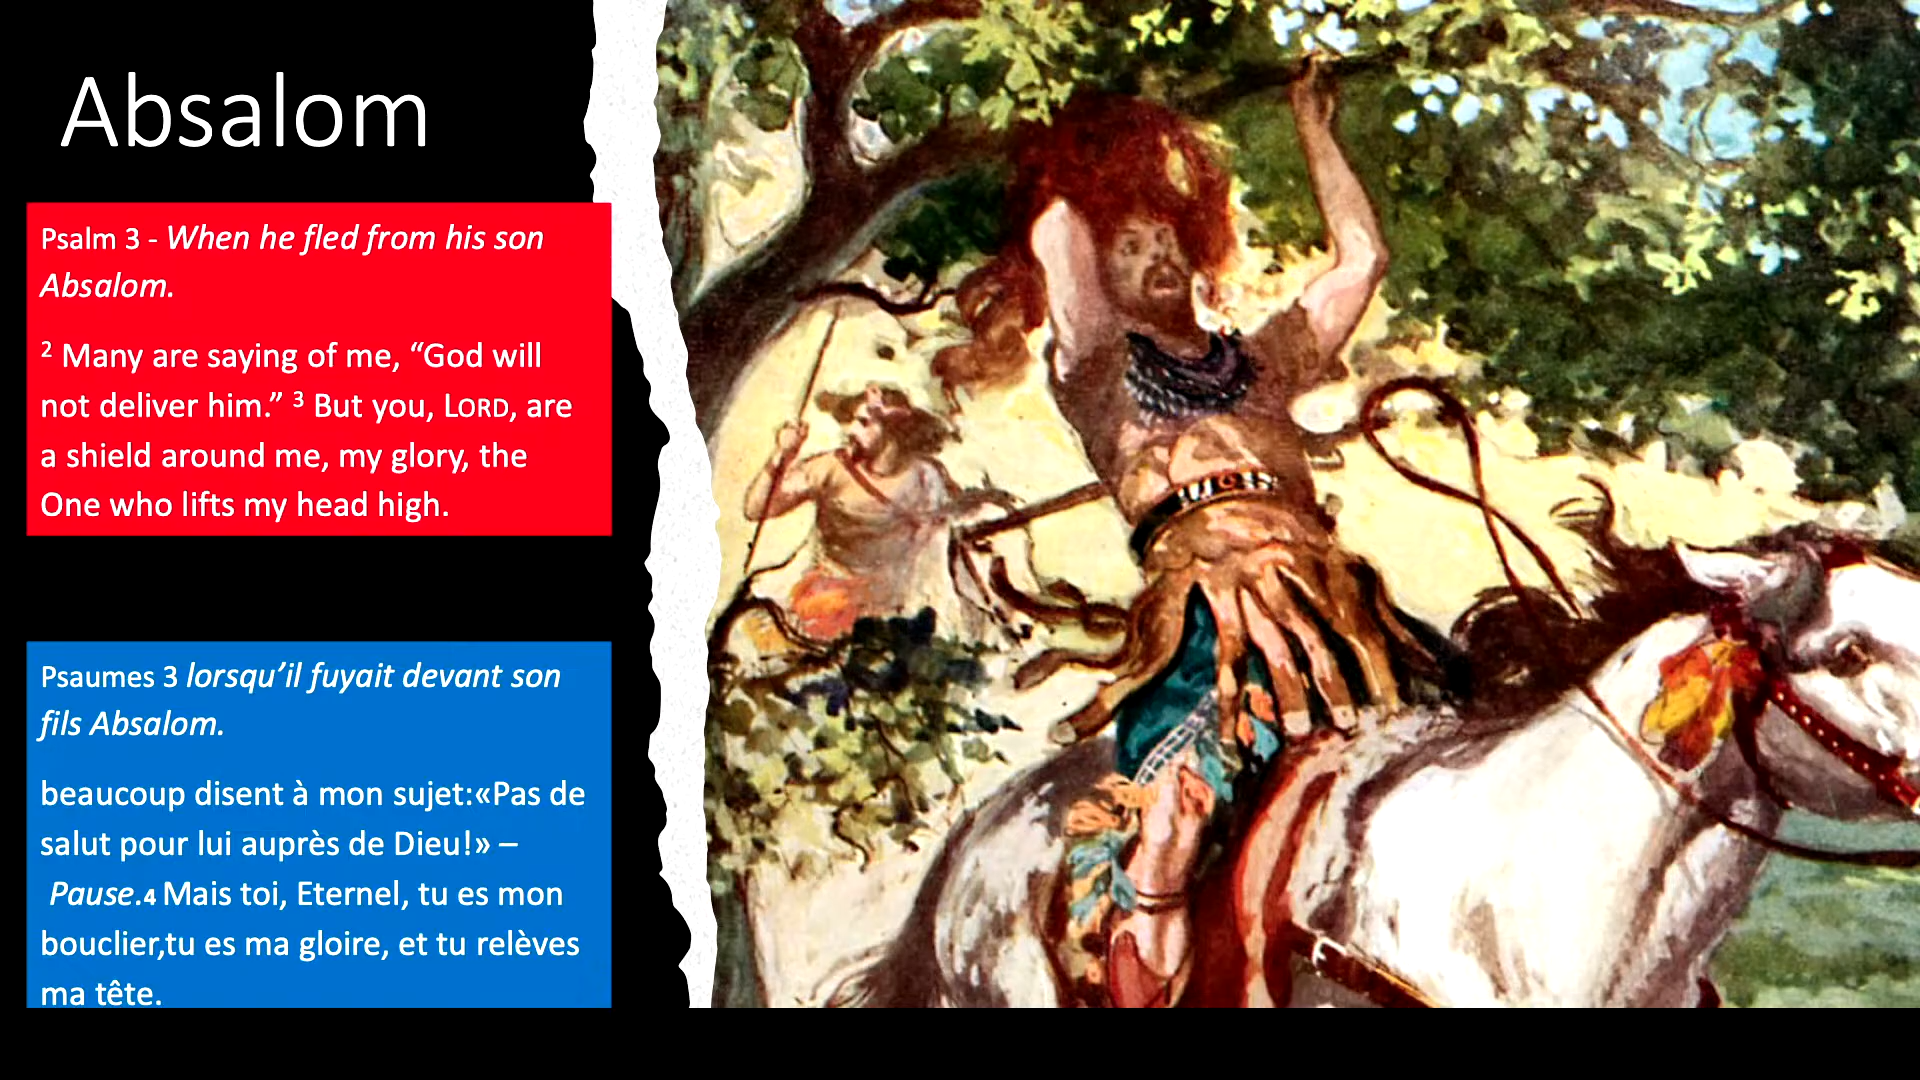 Absalom
Psalm 3 - When he fled from his son
Absalom.
² Many are saying of me, “God will
not deliver him.” ³ But you, LORD, are
a shield around me, my glory, the
One who lifts my head high.
Psaumes 3 lorsqu’il fuyait devant son
fils Absalom.
beaucoup disent à mon sujet:«Pas de
salut pour lui auprès de Dieu!» –
Pause.4 Mais toi, Eternel, tu es mon
bouclier,tu es ma gloire, et tu relèves
ma tête.